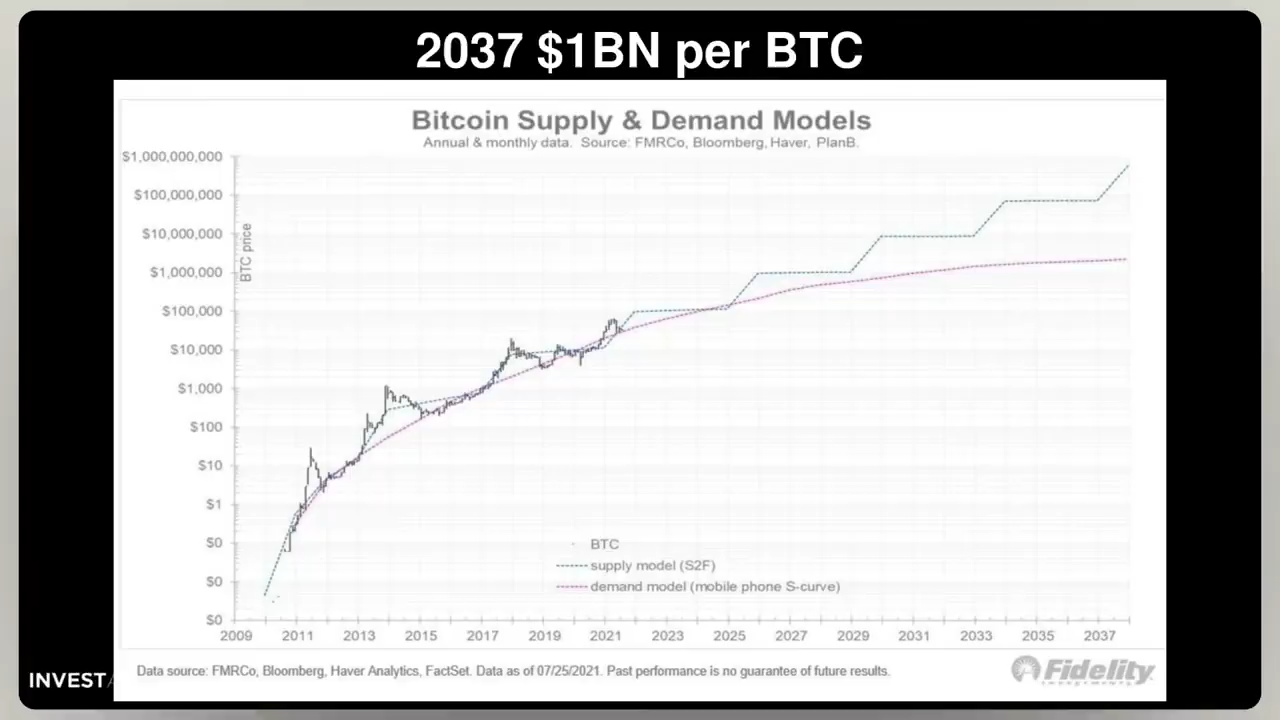 2037 $1BN per BTC
Bitcoin Supply & Demand Models
Annual & monthly data. Source: FMRCo, Bloomberg, Haver, PlanB.
$1,000,000,000
$100,000,000
$10,000,000
$1,000,000
$100,000
$10,000
$1,000
$100
$10
$1
$0
$0
$0
BTC price
BTC
supply model (S2F)
demand model (mobile phone S-curve)
2009 2011 2013 2015 2017 2019 2021 2023 2025 2027 2029 2031 2033 2035 2037
Data source: FMRCo, Bloomberg, Haver Analytics, FactSet. Data as of 07/25/2021. Past performance is no guarantee of future results.
Fidelity
INVEST